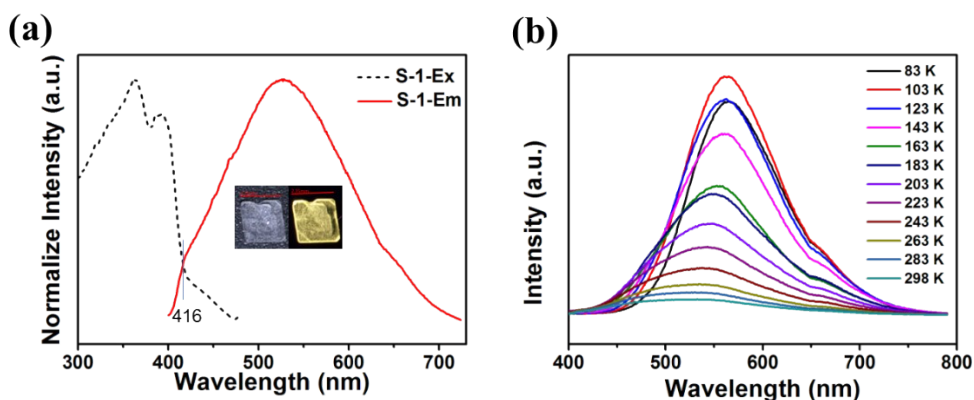 (a)
Normalize Intensity (a.u.)
S-1-Ex
S-1-Em
416
300 400 500 600 700
Wavelength (nm)
(b)
Intensity (a.u.)
83 K
103 K
123 K
143 K
163 K
183 K
203 K
223 K
243 K
263 K
283 K
298 K
400 500 600 700 800
Wavelength (nm)